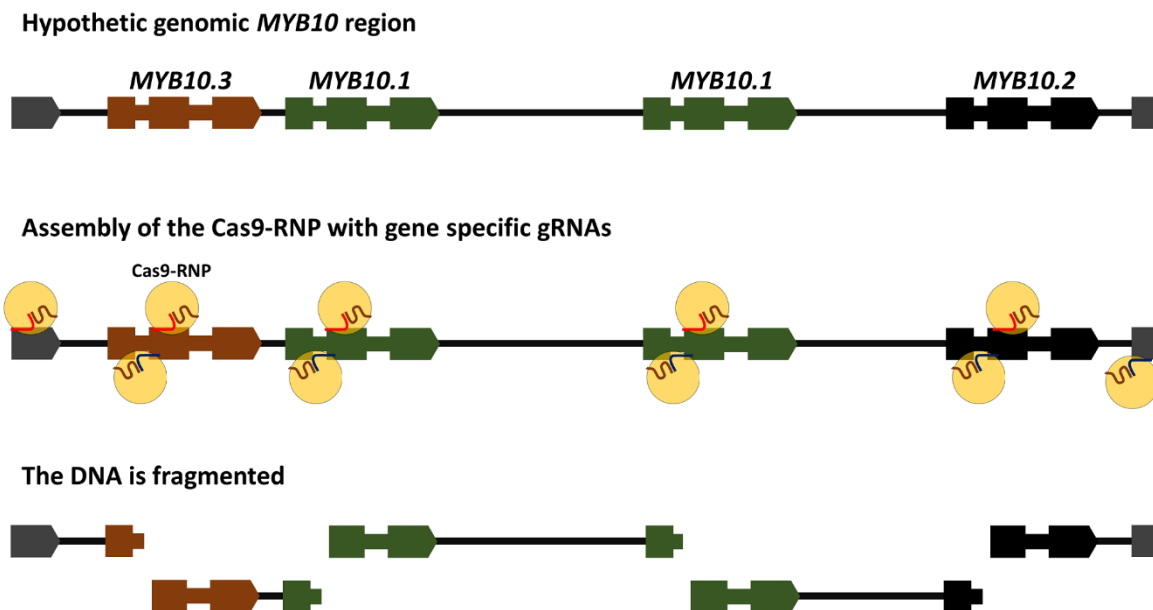 Hypothetic genomic MYB10 region
MYB10.3 MYB10.1 MYB10.1 MYB10.2
Assembly of the Cas9-RNP with gene specific gRNAs
Cas9-RNP
The DNA is fragmented